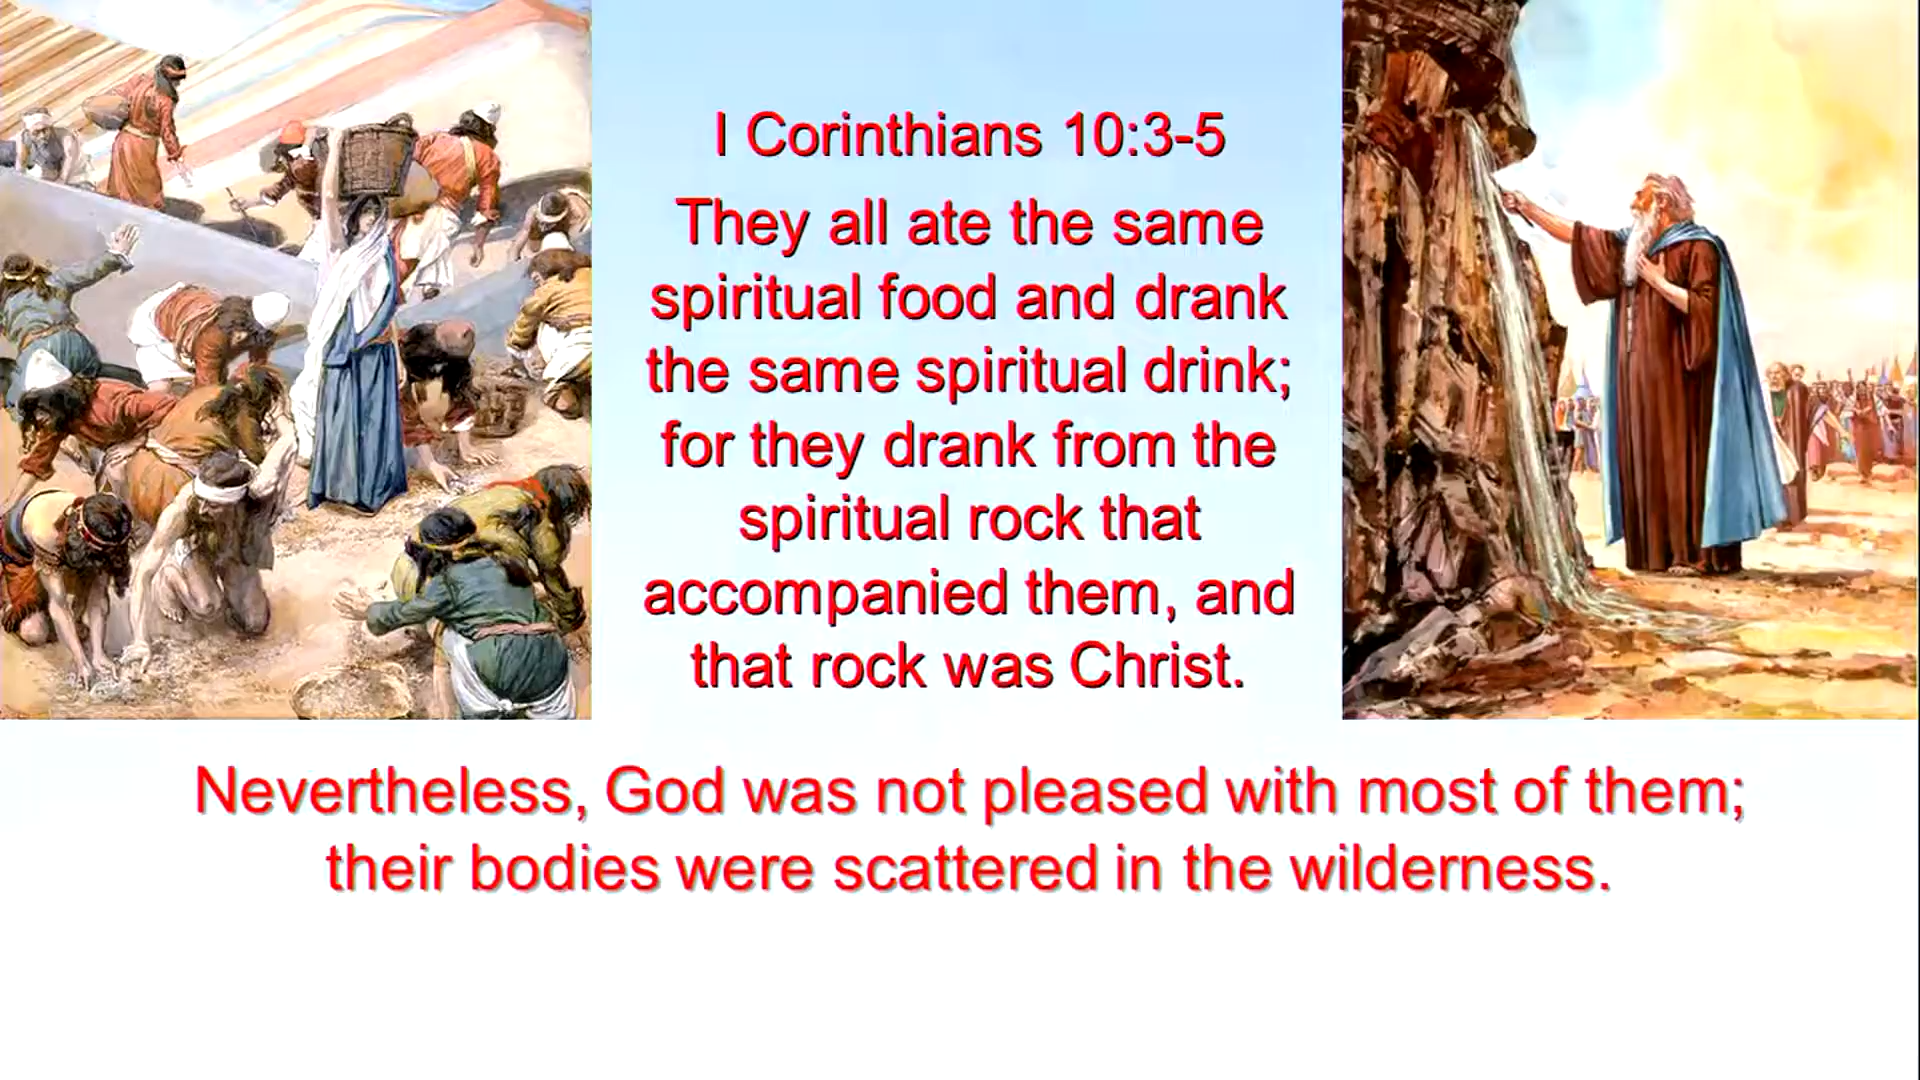 I Corinthians 10:3-5
They all ate the same
spiritual food and drank
the same spiritual drink;
for they drank from the
spiritual rock that
accompanied them, and
that rock was Christ.
Nevertheless, God was not pleased with most of them;
their bodies were scattered in the wilderness.